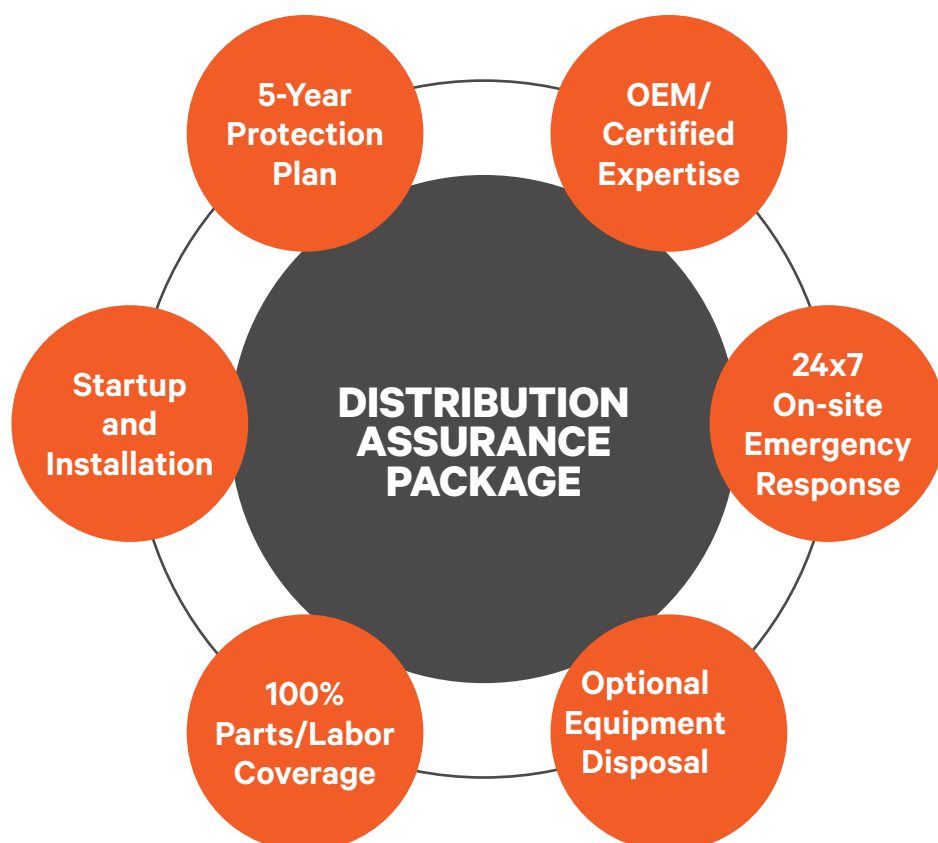 5-Year
Protection
Plan
OEM/
Certified
Expertise
Startup
and
Installation
DISTRIBUTION
ASSURANCE
PACKAGE
24x7
On-site
Emergency
Response
100%
Parts/Labor
Coverage
Optional
Equipment
Disposal